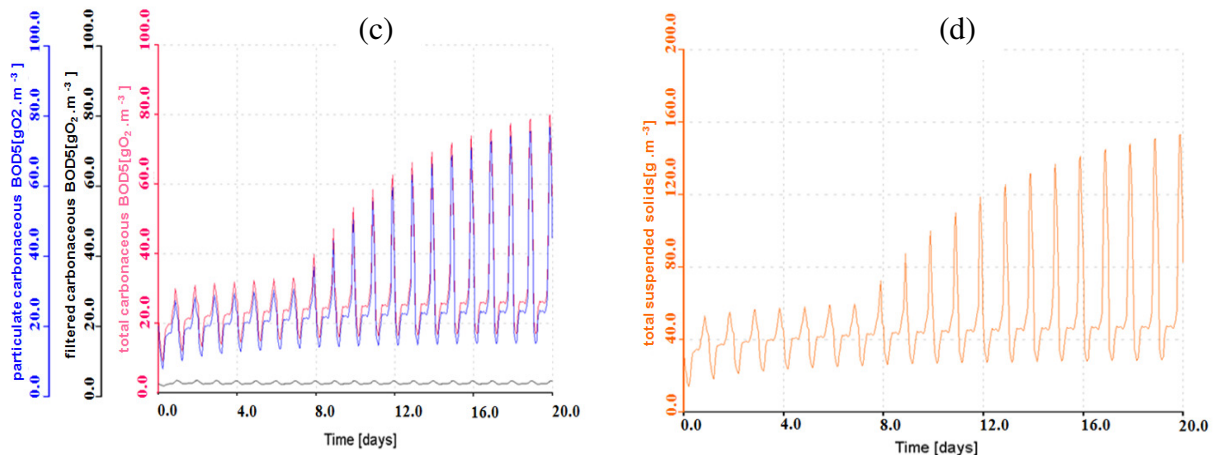 (c)
particulate carbonaceous BOD5[gO2 .m -3 ]
0.0 20.0 40.0 60.0 80.0 100.0
filtered carbonaceous BOD5[gO2 .m -3 ]
0.0 20.0 40.0 60.0 80.0 100.0
total carbonaceous BOD5[gO2 .m -3 ]
0.0 20.0 40.0 60.0 80.0 100.0
0.0 4.0 8.0 12.0 16.0 20.0
Time [days]
(d)
total suspended solids[g .m -3 ]
0.0 40.0 80.0 120.0 160.0 200.0
0.0 4.0 8.0 12.0 16.0 20.0
Time [days]